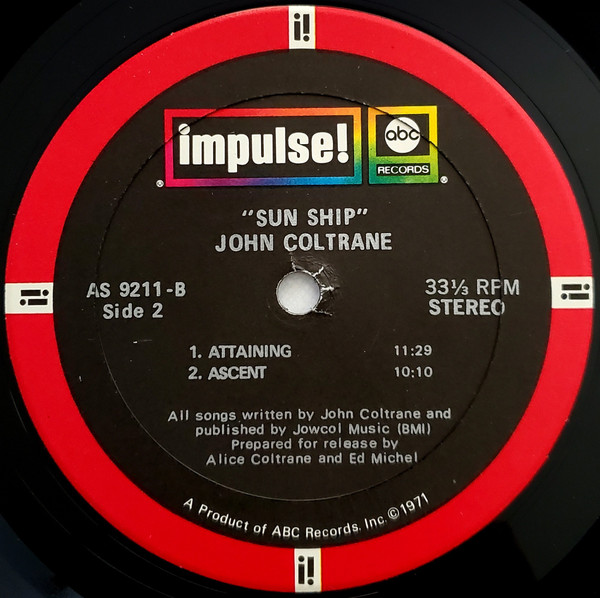 i!
impulse! abc
RECORDS
® ®
"SUN SHIP"
JOHN COLTRANE
AS 9211-B 33⅓ RPM
Side 2 STEREO
i! i!
1. ATTAINING 11:29
2. ASCENT 10:10
All songs written by John Coltrane and
published by Jowcol Music (BMI)
Prepared for release by
Alice Coltrane and Ed Michel
A Product of ABC Records, Inc. © 1971
i!